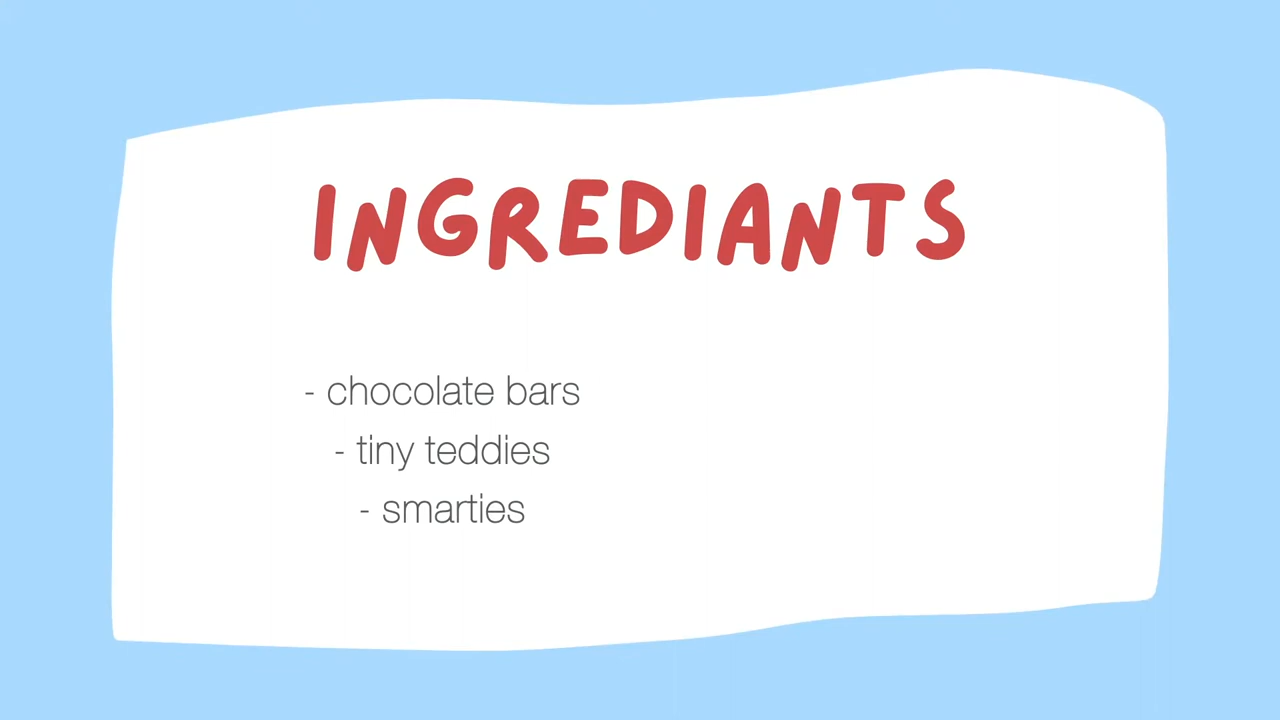 INGREDIANTS
- chocolate bars
- tiny teddies
- smarties